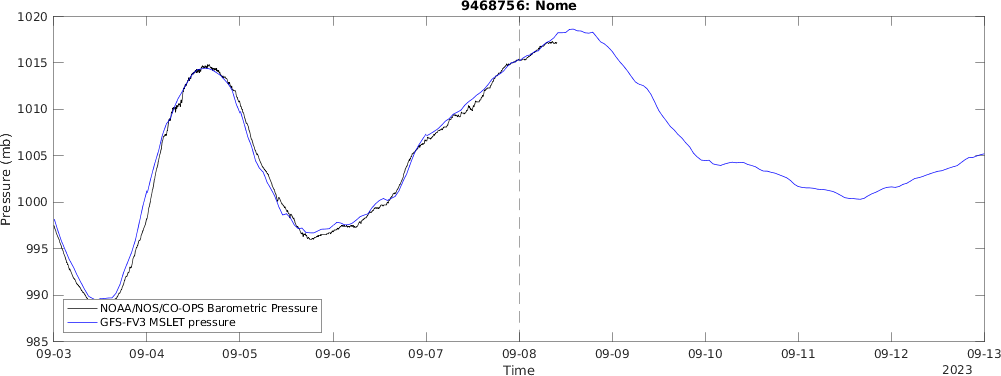 9468756: Nome
1020
1015
1010
1005
1000
995
990
985
Pressure (mb)
NOAA/NOS/CO-OPS Barometric Pressure
GFS-FV3 MSLET pressure
09-03 09-04 09-05 09-06 09-07 09-08 09-09 09-10 09-11 09-12 09-13
Time
2023